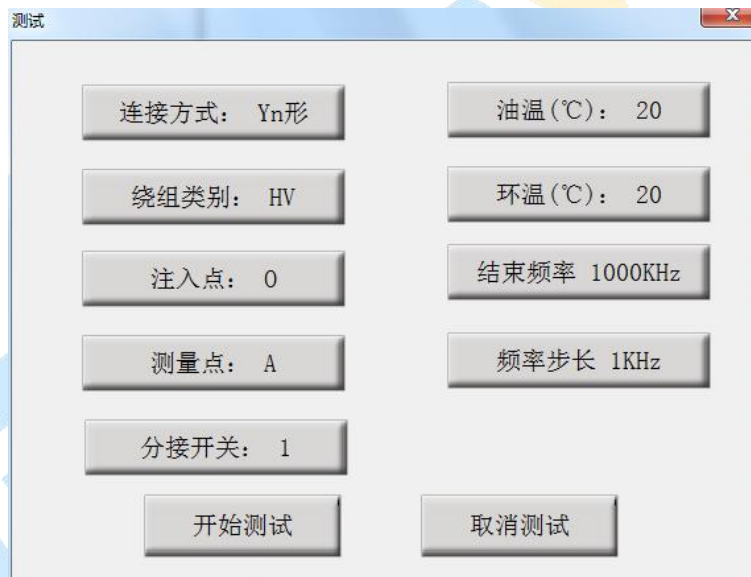 测试
连接方式： Yn形
油温(℃)： 20
绕组类别： HV
环温(℃)： 20
注入点： O
结束频率 1000KHz
测量点： A
频率步长 1KHz
分接开关： 1
开始测试
取消测试